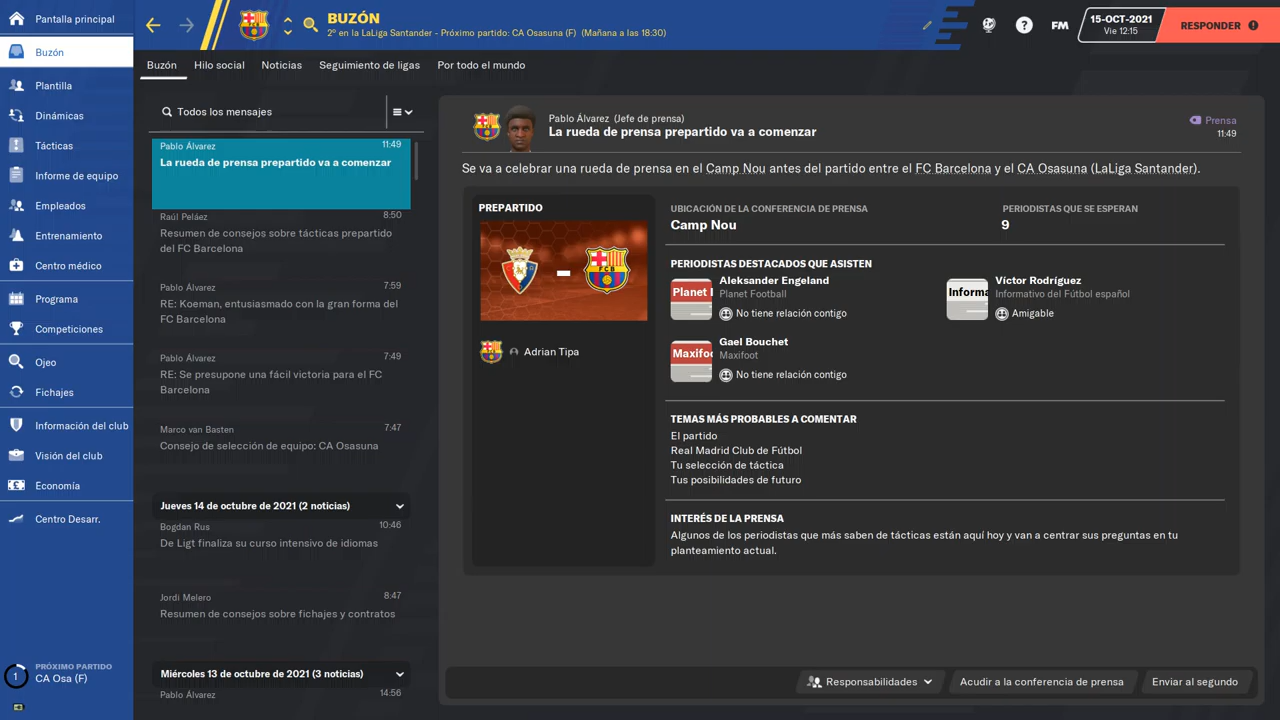 Pantalla principal
Buzón
Plantilla
Dinámicas
Tácticas
Informe de equipo
Empleados
Entrenamiento
Centro médico
Programa
Competiciones
Ojeo
Fichajes
Información del club
Visión del club
Economía
Centro Desarr.
1
PRÓXIMO PARTIDO
CA Osa (F)
BUZÓN
2º en la LaLiga Santander - Próximo partido: CA Osasuna (F) (Mañana a las 18:30)
?
FM
15-OCT-2021
Vie 12:15
RESPONDER
Buzón
Hilo social
Noticias
Seguimiento de ligas
Por todo el mundo
Todos los mensajes
Pablo Álvarez 11:49
La rueda de prensa prepartido va a comenzar
Raúl Peláez 8:50
Resumen de consejos sobre tácticas prepartido
del FC Barcelona
Pablo Álvarez 7:59
RE: Koeman, entusiasmado con la gran forma del
FC Barcelona
Pablo Álvarez 7:49
RE: Se presupone una fácil victoria para el FC
Barcelona
Marco van Basten 7:47
Consejo de selección de equipo: CA Osasuna
Jueves 14 de octubre de 2021 (2 noticias)
Bogdan Rus 10:46
De Ligt finaliza su curso intensivo de idiomas
Jordi Melero 8:47
Resumen de consejos sobre fichajes y contratos
Miércoles 13 de octubre de 2021 (3 noticias)
Pablo Álvarez 14:56
Pablo Álvarez (Jefe de prensa)
La rueda de prensa prepartido va a comenzar
Prensa
11:49
Se va a celebrar una rueda de prensa en el Camp Nou antes del partido entre el FC Barcelona y el CA Osasuna (LaLiga Santander).
PREPARTIDO
FCB
Adrian Tipa
UBICACIÓN DE LA CONFERENCIA DE PRENSA
Camp Nou
PERIODISTAS QUE SE ESPERAN
9
PERIODISTAS DESTACADOS QUE ASISTEN
Planet F
Aleksander Engeland
Planet Football
No tiene relación contigo
Informa
Víctor Rodríguez
Informativo del Fútbol español
Amigable
Maxifoo
Gael Bouchet
Maxifoot
No tiene relación contigo
TEMAS MÁS PROBABLES A COMENTAR
El partido
Real Madrid Club de Fútbol
Tu selección de táctica
Tus posibilidades de futuro
INTERÉS DE LA PRENSA
Algunos de los periodistas que más saben de tácticas están aquí hoy y van a centrar sus preguntas en tu
planteamiento actual.
Responsabilidades
Acudir a la conferencia de prensa
Enviar al segundo